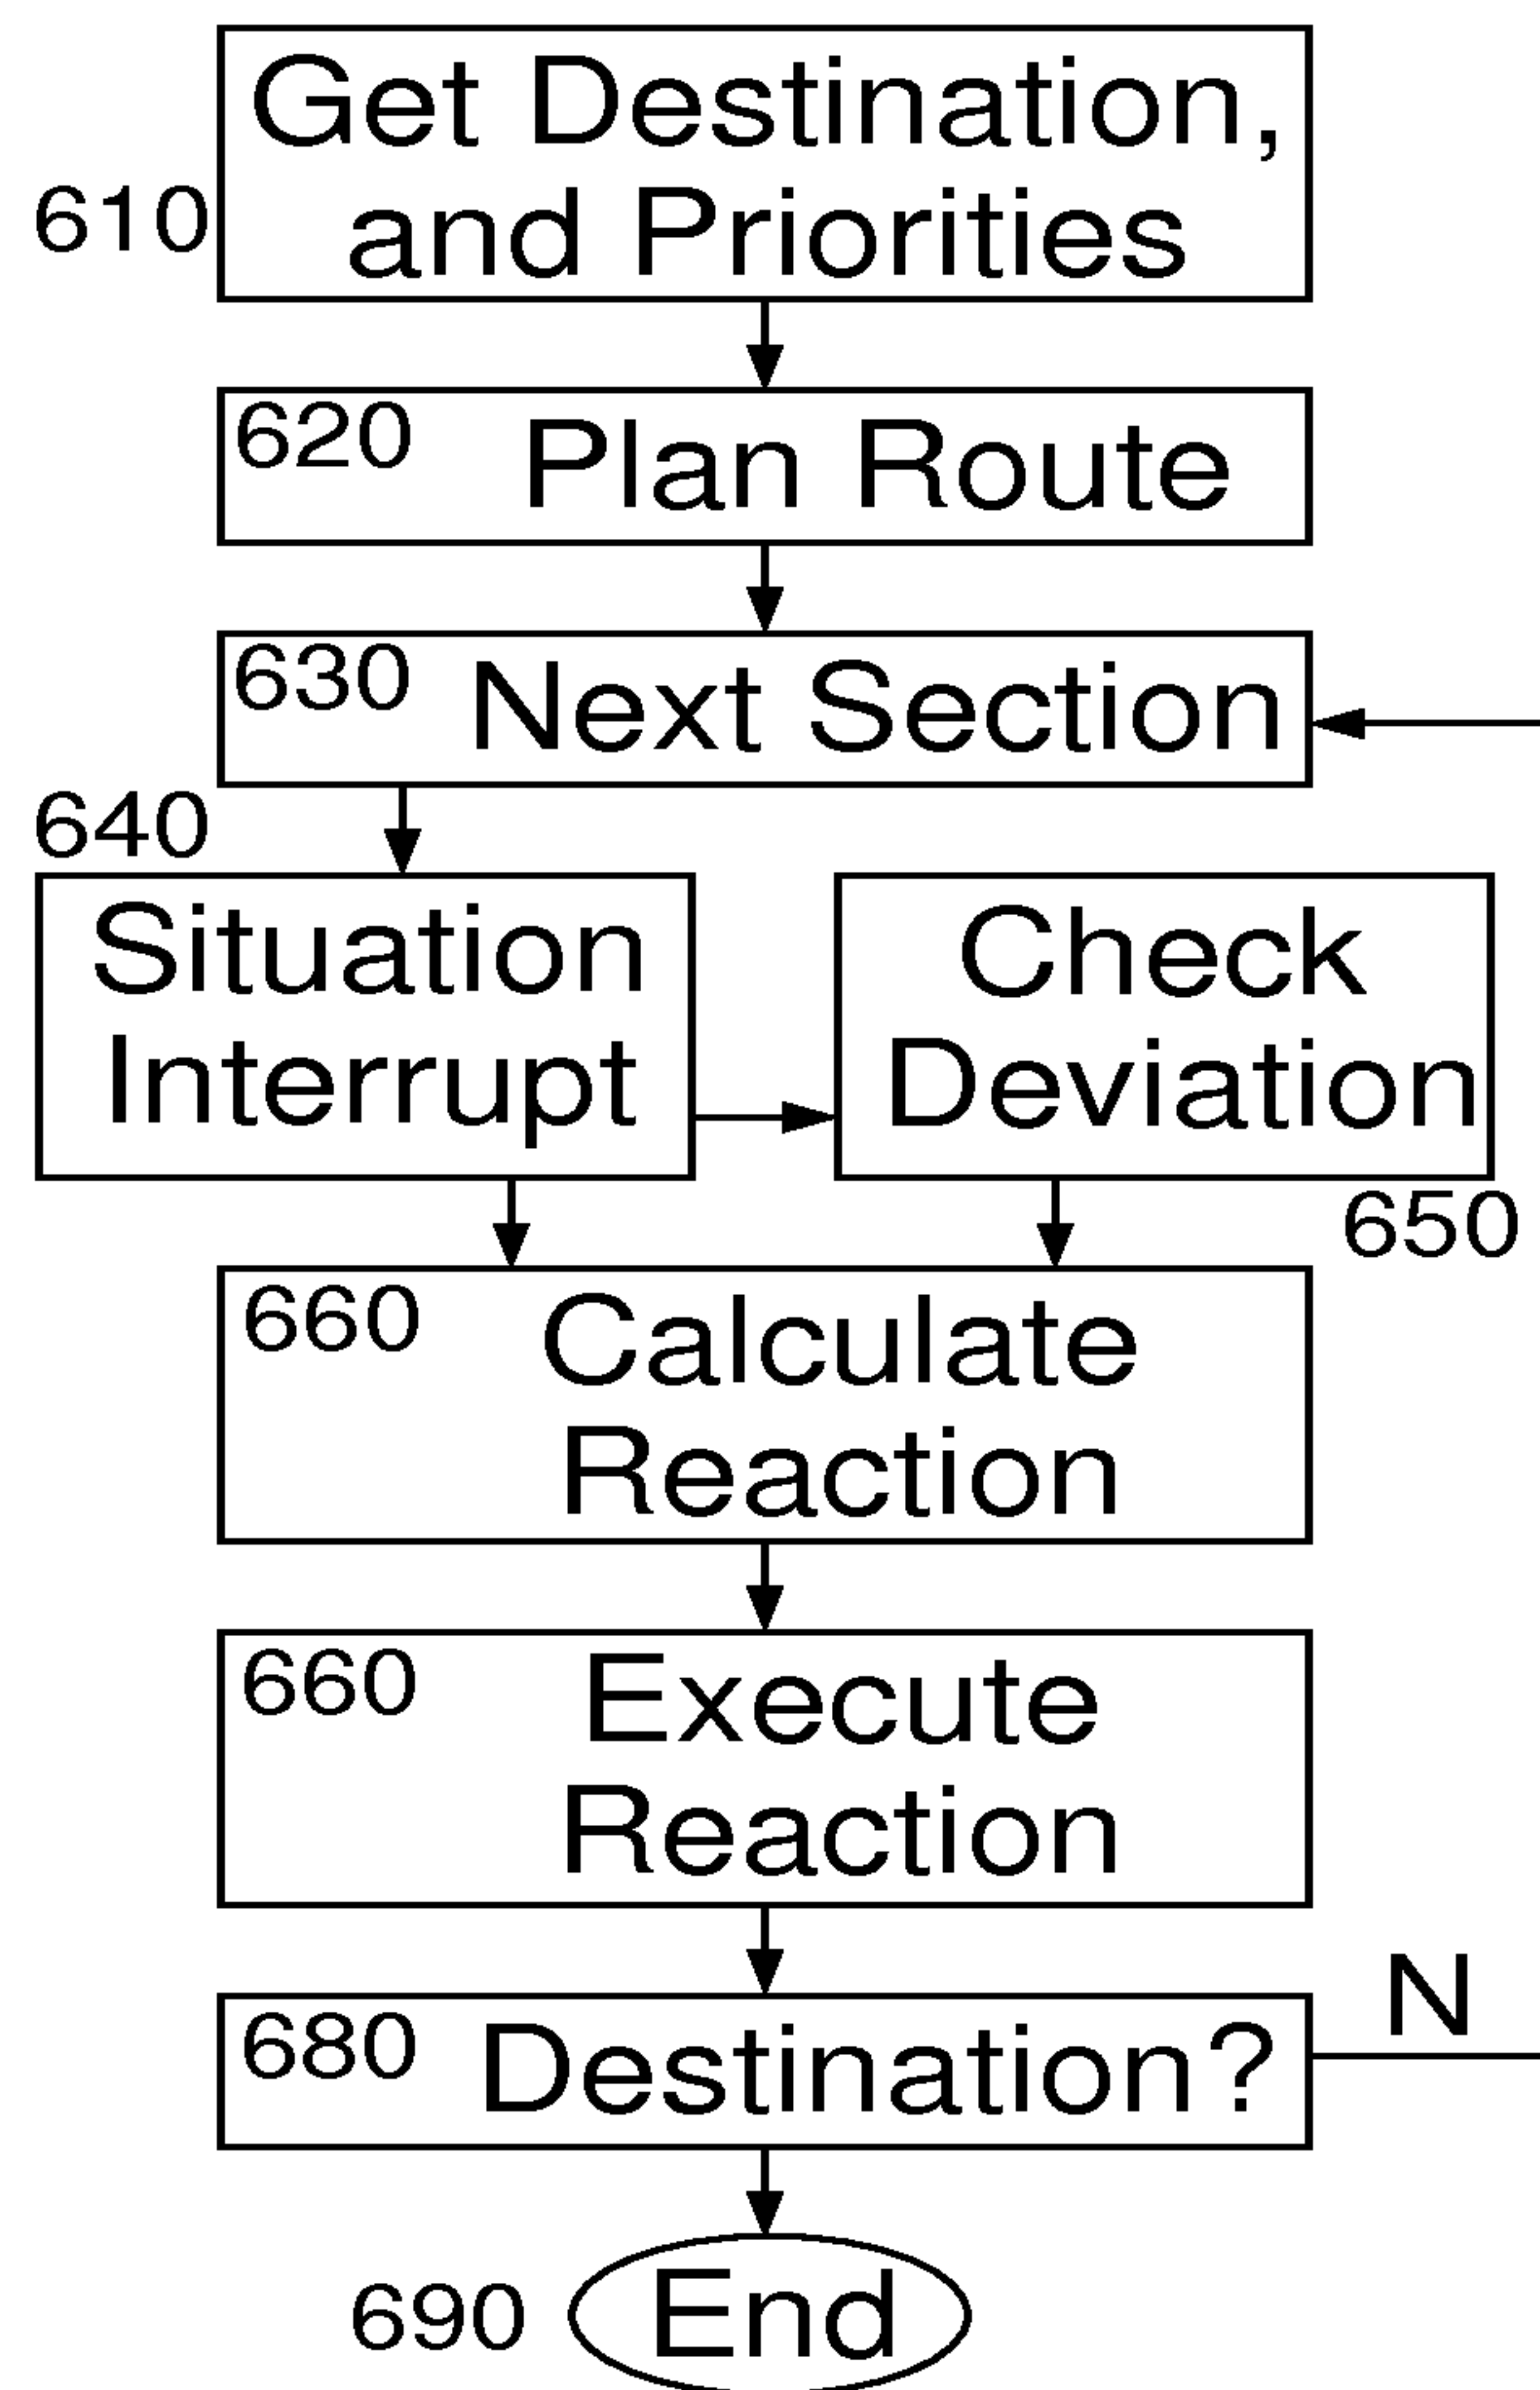 Get Destination,
610 and Priorities
620 Plan Route
630 Next Section
640
Situation
Interrupt
Check
Deviation
650
660 Calculate
Reaction
660 Execute
Reaction
N
680 Destination?
690 End